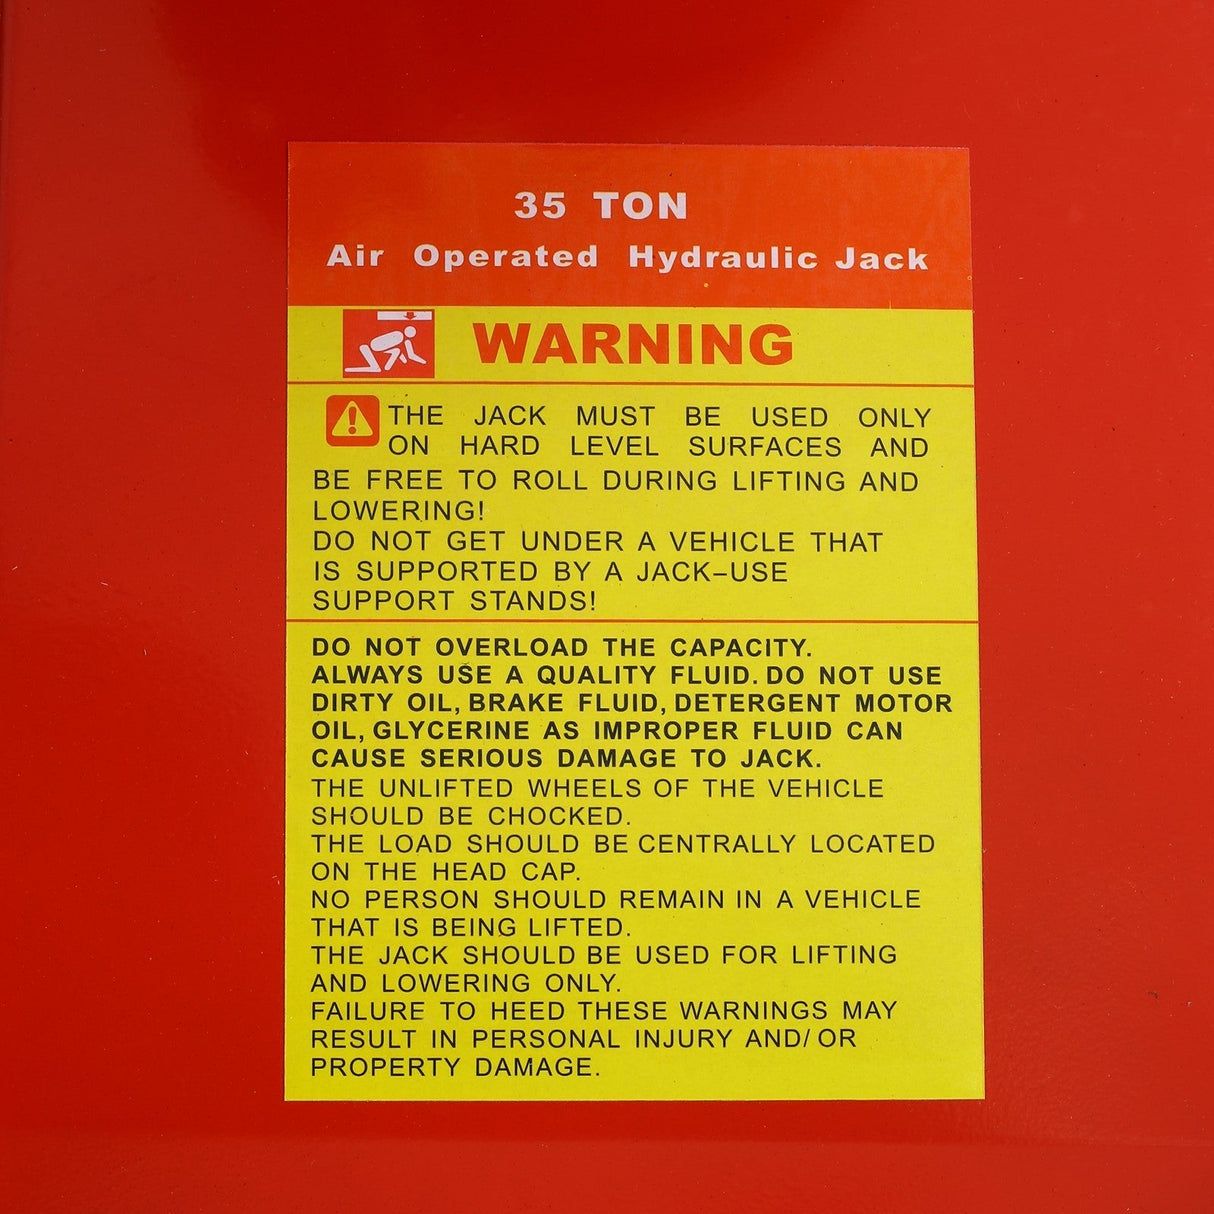 35 TON
Air Operated Hydraulic Jack
WARNING
THE JACK MUST BE USED ONLY
ON HARD LEVEL SURFACES AND
BE FREE TO ROLL DURING LIFTING AND
LOWERING!
DO NOT GET UNDER A VEHICLE THAT
IS SUPPORTED BY A JACK–USE
SUPPORT STANDS!
DO NOT OVERLOAD THE CAPACITY.
ALWAYS USE A QUALITY FLUID. DO NOT USE
DIRTY OIL, BRAKE FLUID, DETERGENT MOTOR
OIL, GLYCERINE AS IMPROPER FLUID CAN
CAUSE SERIOUS DAMAGE TO JACK.
THE UNLIFTED WHEELS OF THE VEHICLE
SHOULD BE CHOCKED.
THE LOAD SHOULD BE CENTRALLY LOCATED
ON THE HEAD CAP.
NO PERSON SHOULD REMAIN IN A VEHICLE
THAT IS BEING LIFTED.
THE JACK SHOULD BE USED FOR LIFTING
AND LOWERING ONLY.
FAILURE TO HEED THESE WARNINGS MAY
RESULT IN PERSONAL INJURY AND/ OR
PROPERTY DAMAGE.